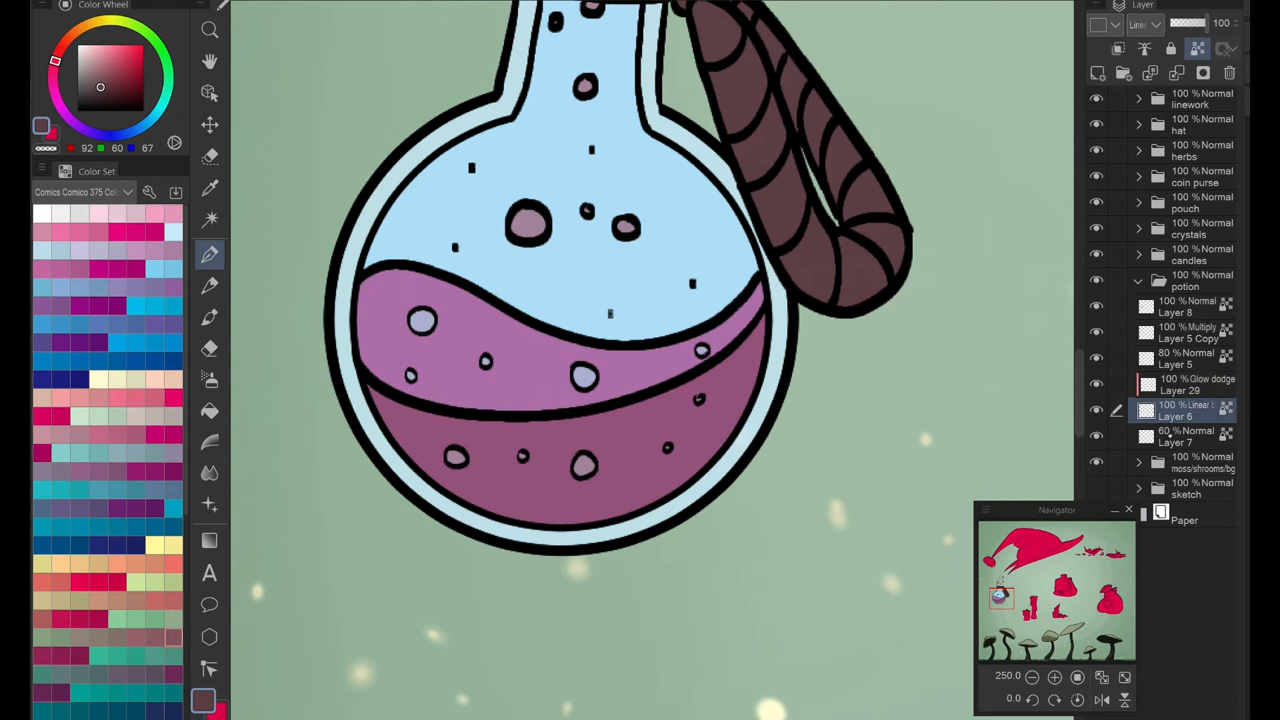 Color Wheel
92 60 67
Color Set
Comics Comico 375 Col
Navigator
250.0
0.0
Layer
Line
100
100 %Normal
linework
100 %Normal
hat
100 %Normal
herbs
100 %Normal
coin purse
100 %Normal
pouch
100 %Normal
crystals
100 %Normal
candles
100 %Normal
potion
100 %Normal
Layer 8
100 %Multiply
Layer 5 Copy
80 %Normal
Layer 5
100 %Glow dodge
Layer 29
100 %Linear b
Layer 6
60 %Normal
Layer 7
100 %Normal
moss/shrooms/bg
100 %Normal
sketch
Paper